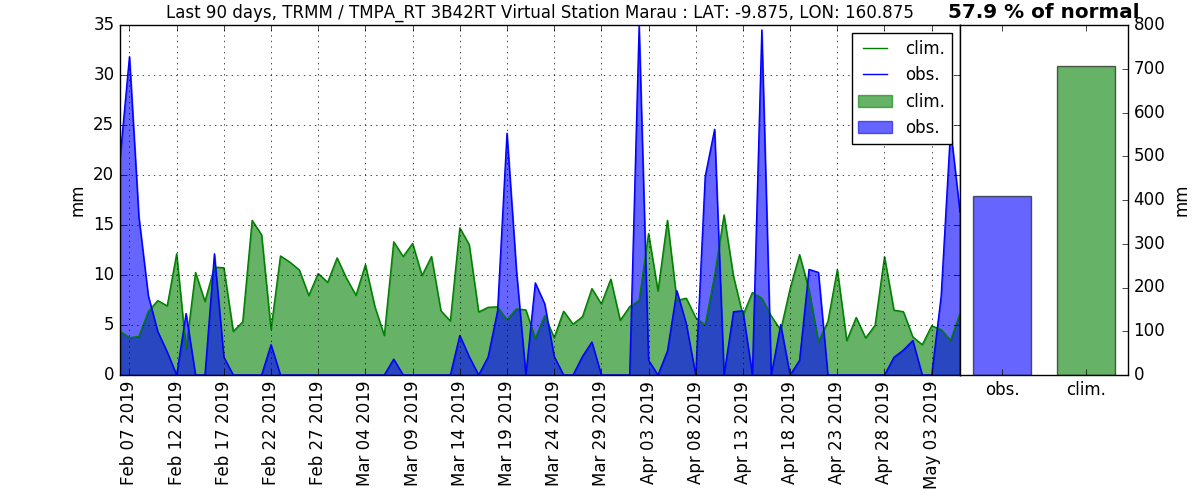 Last 90 days, TRMM / TMPA_RT 3B42RT Virtual Station Marau : LAT: -9.875, LON: 160.875
57.9 % of normal
35
30
25
20
15
10
5
0
mm
clim.
obs.
clim.
obs.
800
700
600
500
400
300
200
100
0
mm
obs.
clim.
Feb 07 2019
Feb 12 2019
Feb 17 2019
Feb 22 2019
Feb 27 2019
Mar 04 2019
Mar 09 2019
Mar 14 2019
Mar 19 2019
Mar 24 2019
Mar 29 2019
Apr 03 2019
Apr 08 2019
Apr 13 2019
Apr 18 2019
Apr 23 2019
Apr 28 2019
May 03 2019